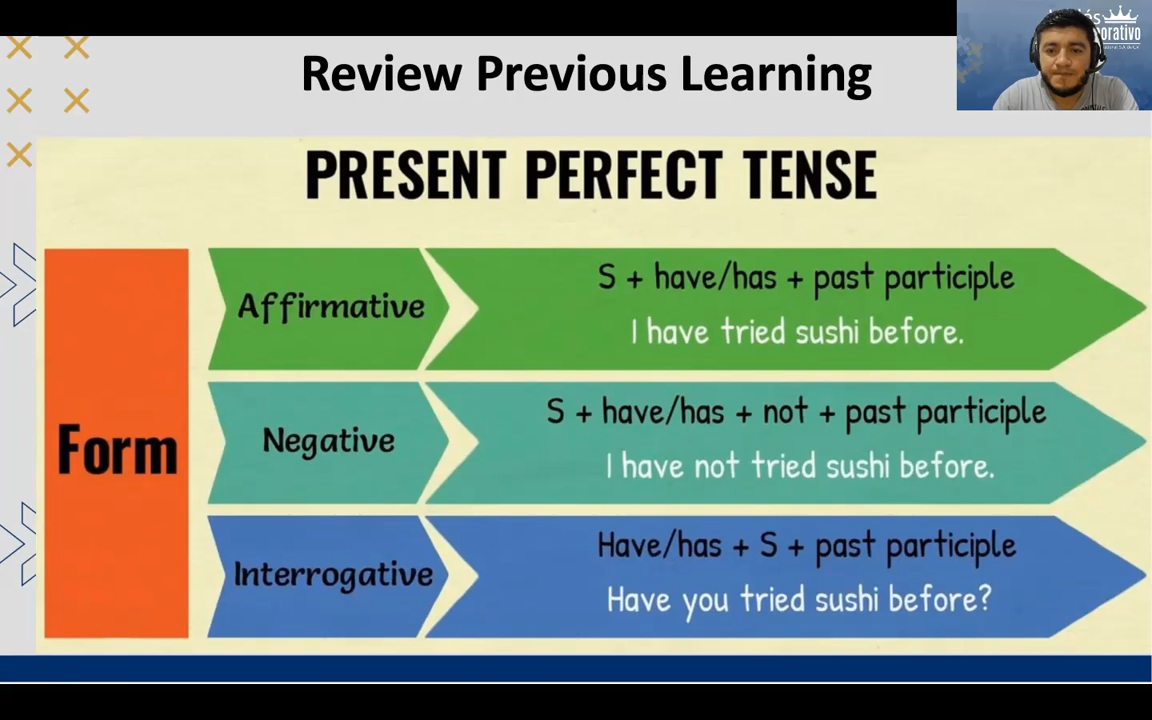 Review Previous Learning
PRESENT PERFECT TENSE
Form
Affirmative
S + have/has + past participle
I have tried sushi before.
Negative
S + have/has + not + past participle
I have not tried sushi before.
Interrogative
Have/has + S + past participle
Have you tried sushi before?